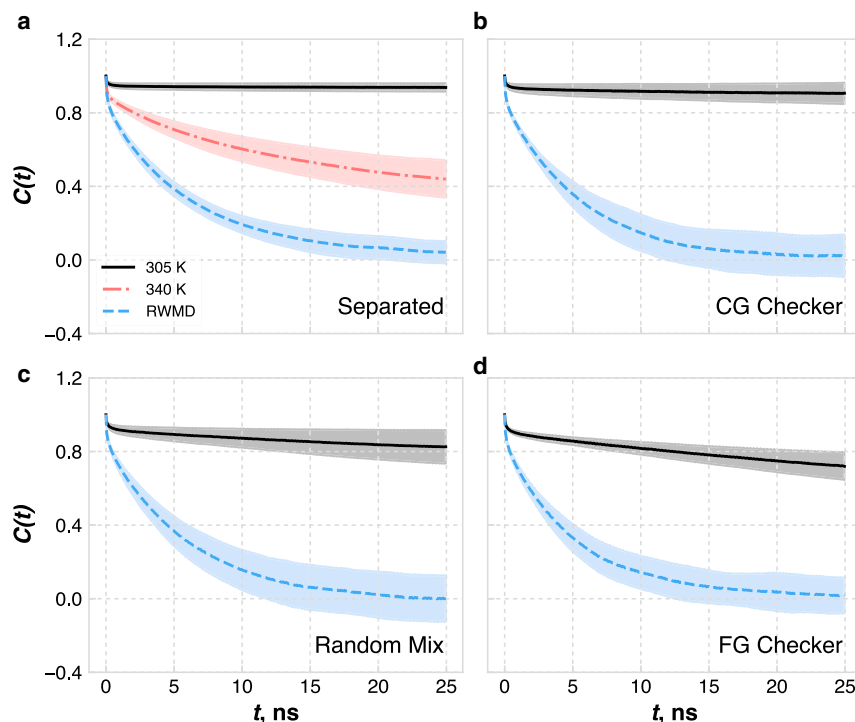 a
b
1.2
0.8
0.4
0.0
−0.4
C(t)
305 K
340 K
RWMD
Separated
CG Checker
c
d
1.2
0.8
0.4
0.0
−0.4
C(t)
Random Mix
FG Checker
0 5 10 15 20 25
0 5 10 15 20 25
t, ns
t, ns